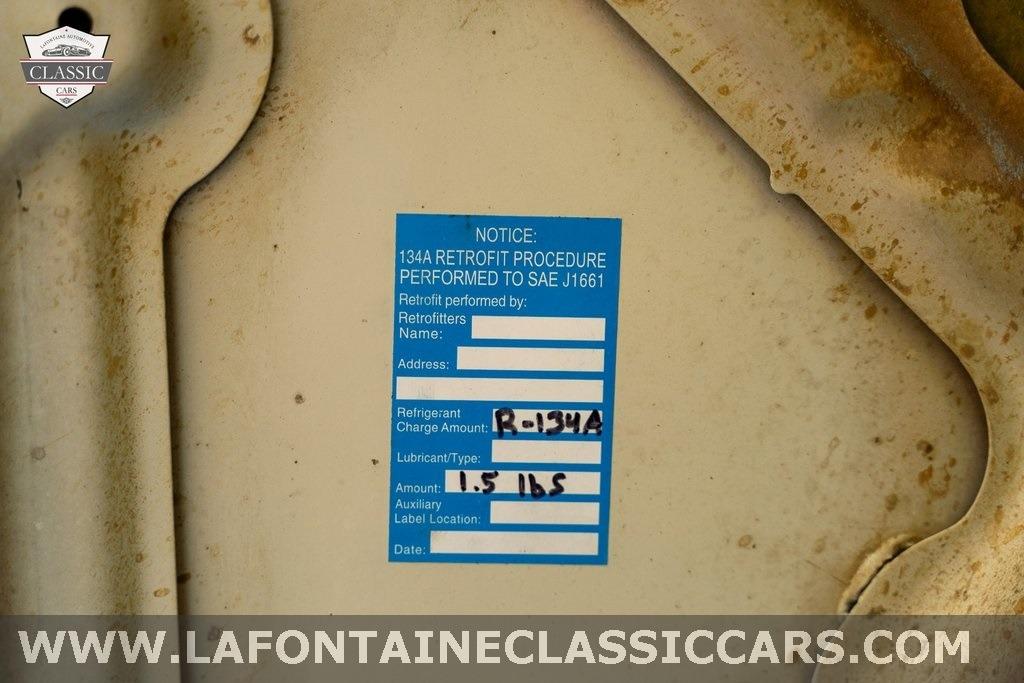 LAFONTAINE AUTOMOTIVE
CLASSIC
CARS
NOTICE:
134A RETROFIT PROCEDURE
PERFORMED TO SAE J1661
Retrofit performed by:
Retrofitters
Name:
Address:
Refrigerant
Charge Amount: R-134A
Lubricant/Type:
Amount: 1.5 lbs
Auxiliary
Label Location:
Date:
WWW.LAFONTAINECLASSICCARS.COM